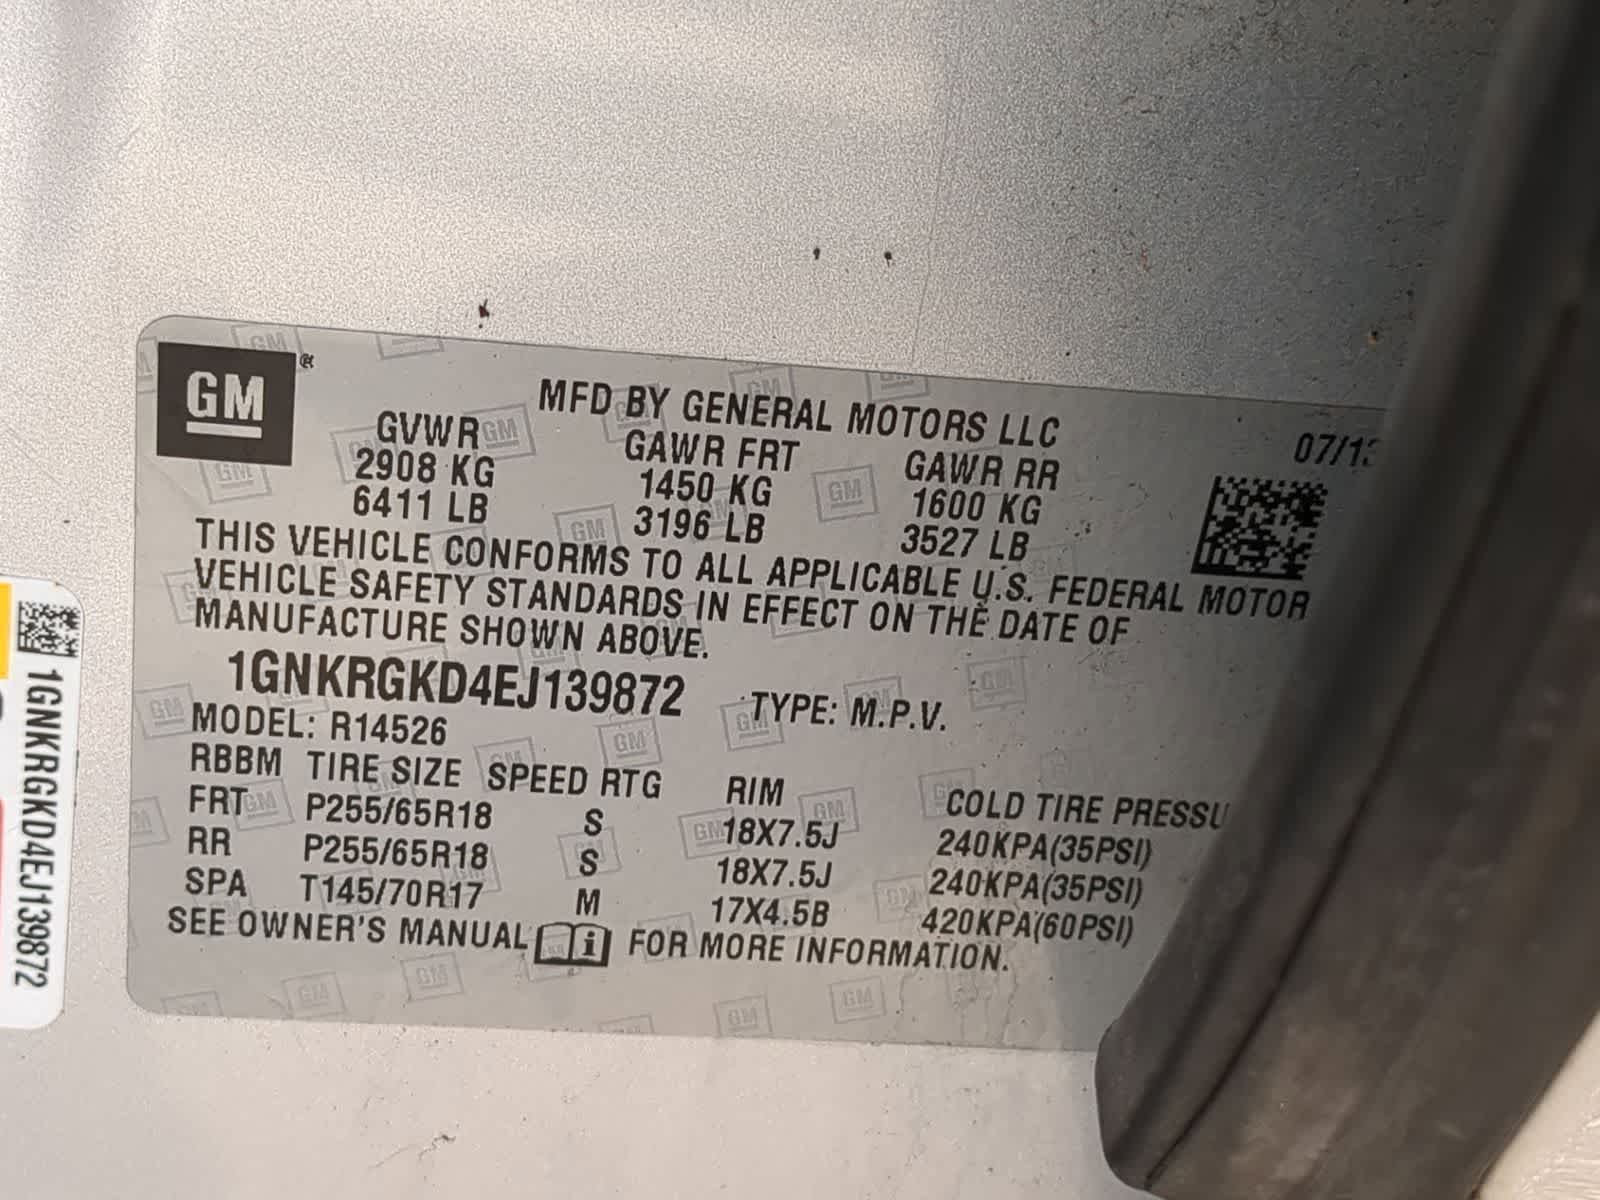 GM
®
MFD BY GENERAL MOTORS LLC
07/13
GVWR GAWR FRT GAWR RR
2908 KG 1450 KG 1600 KG
6411 LB 3196 LB 3527 LB
THIS VEHICLE CONFORMS TO ALL APPLICABLE U.S. FEDERAL MOTOR
VEHICLE SAFETY STANDARDS IN EFFECT ON THE DATE OF
MANUFACTURE SHOWN ABOVE.
1GNKRGKD4EJ139872 TYPE: M.P.V.
MODEL: R14526
RBBM TIRE SIZE SPEED RTG RIM COLD TIRE PRESSU
FRT P255/65R18 S 18X7.5J 240KPA(35PSI)
RR P255/65R18 S 18X7.5J 240KPA(35PSI)
SPA T145/70R17 M 17X4.5B 420KPA(60PSI)
SEE OWNER'S MANUAL i FOR MORE INFORMATION.
1GNKRGKD4EJ139872